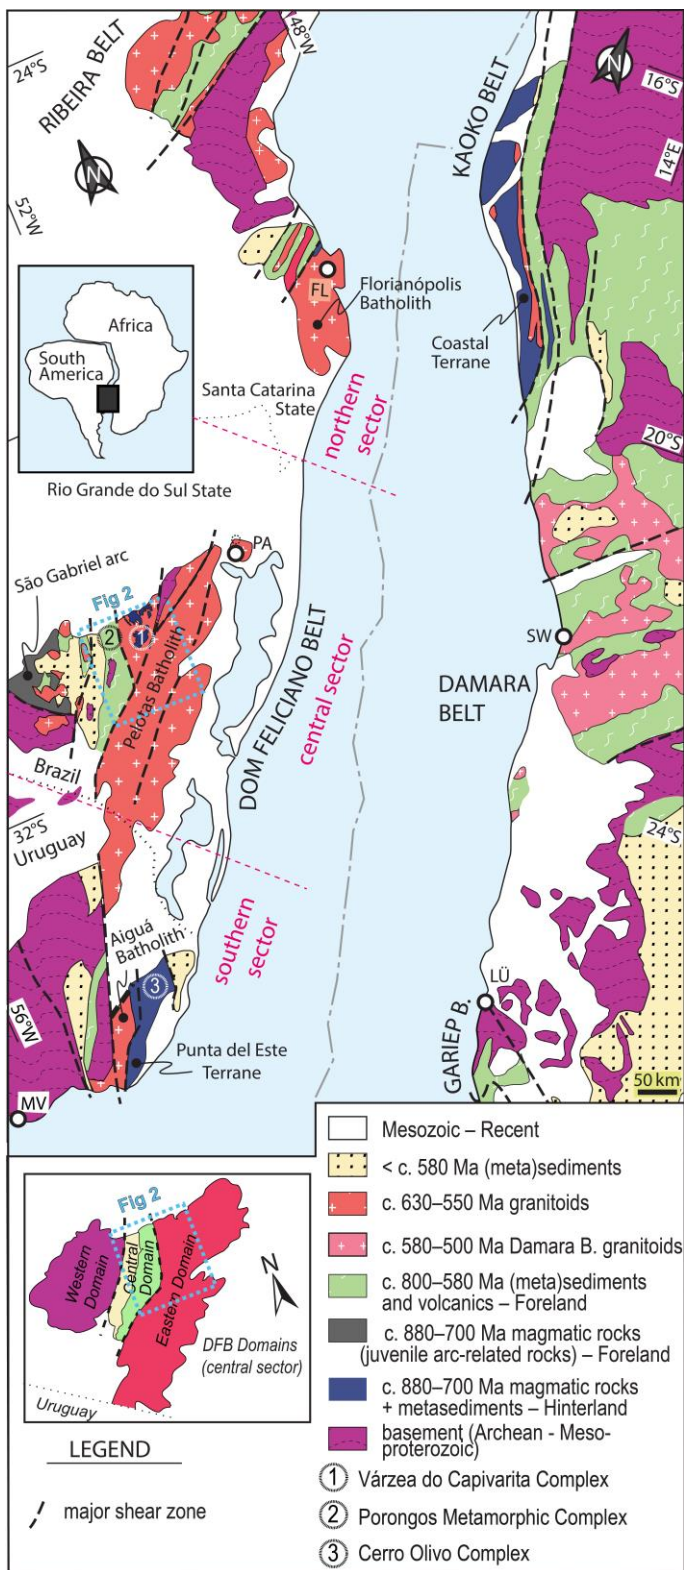 24°S
RIBEIRA BELT
48°W
N
52°W
KAOKO BELT
N
16°S
14°E
FL
Florianópolis
Batholith
Coastal
Terrane
Africa
South
America
Santa Catarina
State
northern
sector
20°S
Rio Grande do Sul State
São Gabriel arc
PA
Fig 2
2
1
Pelotas Batholith
DOM FELICIANO BELT
central sector
SW
DAMARA
BELT
Brazil
32°S
Uruguay
24°S
Aiguá
Batholith
southern
sector
3
56°W
Punta del Este
Terrane
MV
LÜ
GARIEP B.
50 km
Mesozoic – Recent
< c. 580 Ma (meta)sediments
c. 630–550 Ma granitoids
c. 580–500 Ma Damara B. granitoids
c. 800–580 Ma (meta)sediments
and volcanics – Foreland
c. 880–700 Ma magmatic rocks
(juvenile arc-related rocks) – Foreland
c. 880–700 Ma magmatic rocks
+ metasediments – Hinterland
basement (Archean - Meso-
proterozoic)
1 Várzea do Capivarita Complex
2 Porongos Metamorphic Complex
3 Cerro Olivo Complex
Fig 2
Western
Domain
Central
Domain
Eastern Domain
N
DFB Domains
(central sector)
Uruguay
LEGEND
major shear zone